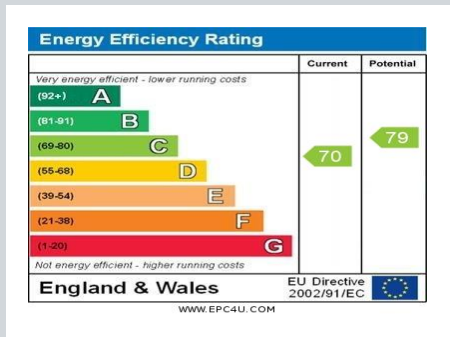 Energy Efficiency Rating
Current Potential
Very energy efficient - lower running costs
(92+) A
(81-91) B
(69-80) C
(55-68) D
(39-54) E
(21-38) F
(1-20) G
70
79
Not energy efficient - higher running costs
England & Wales
EU Directive
2002/91/EC
WWW.EPC4U.COM